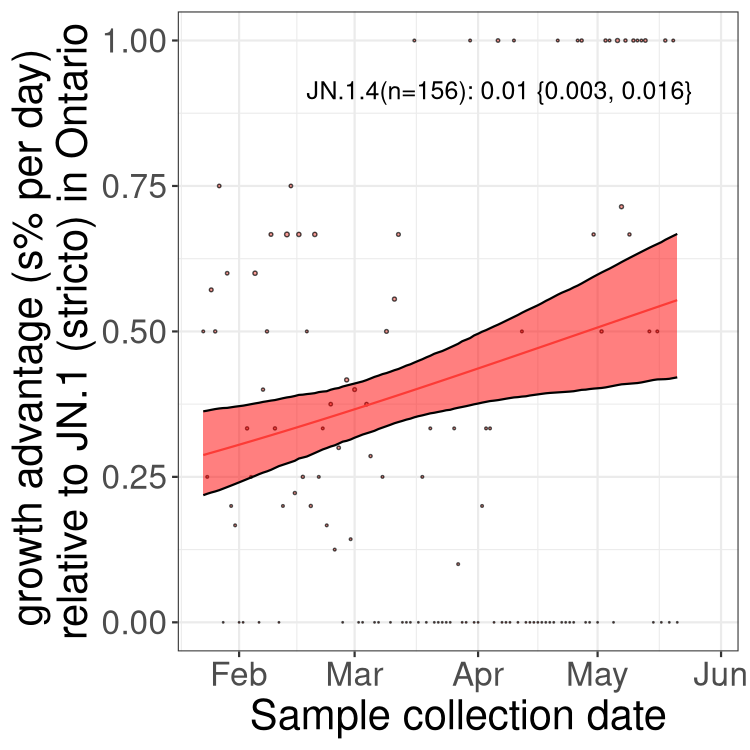 growth advantage (s% per day)
relative to JN.1 (stricto) in Ontario
1.00
JN.1.4(n=156): 0.01 {0.003, 0.016}
0.75
0.50
0.25
0.00
Feb Mar Apr May Jun
Sample collection date